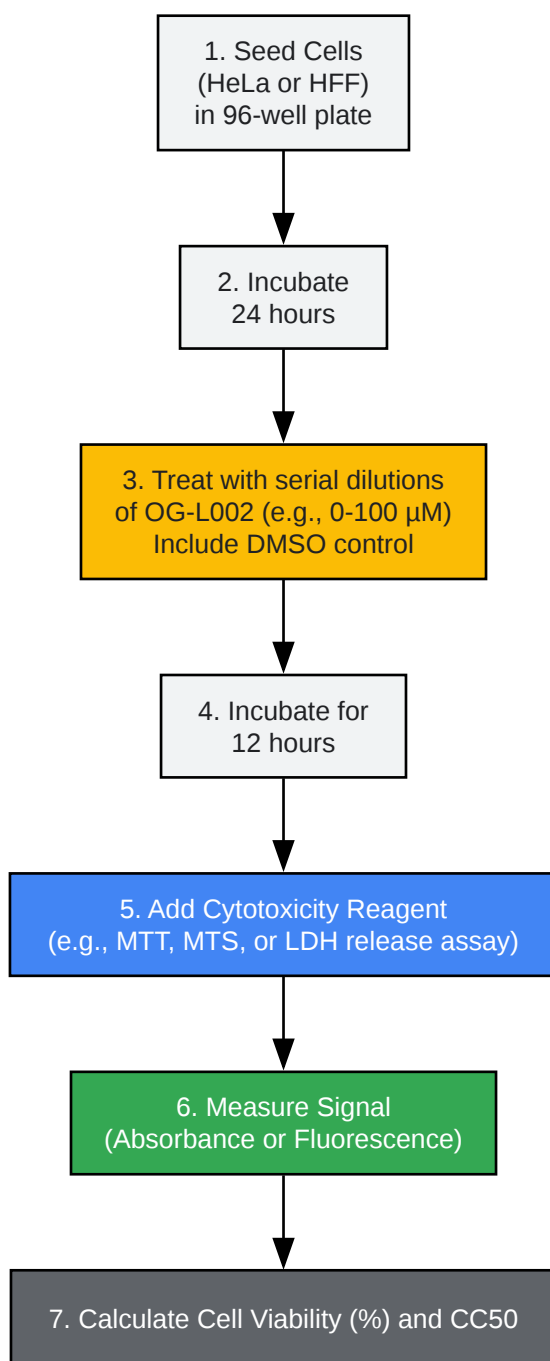 1. Seed Cells
(HeLa or HFF)
in 96-well plate
2. Incubate
24 hours
3. Treat with serial dilutions
of OG-L002 (e.g., 0-100 µM)
Include DMSO control
4. Incubate for
12 hours
5. Add Cytotoxicity Reagent
(e.g., MTT, MTS, or LDH release assay)
6. Measure Signal
(Absorbance or Fluorescence)
7. Calculate Cell Viability (%) and CC50